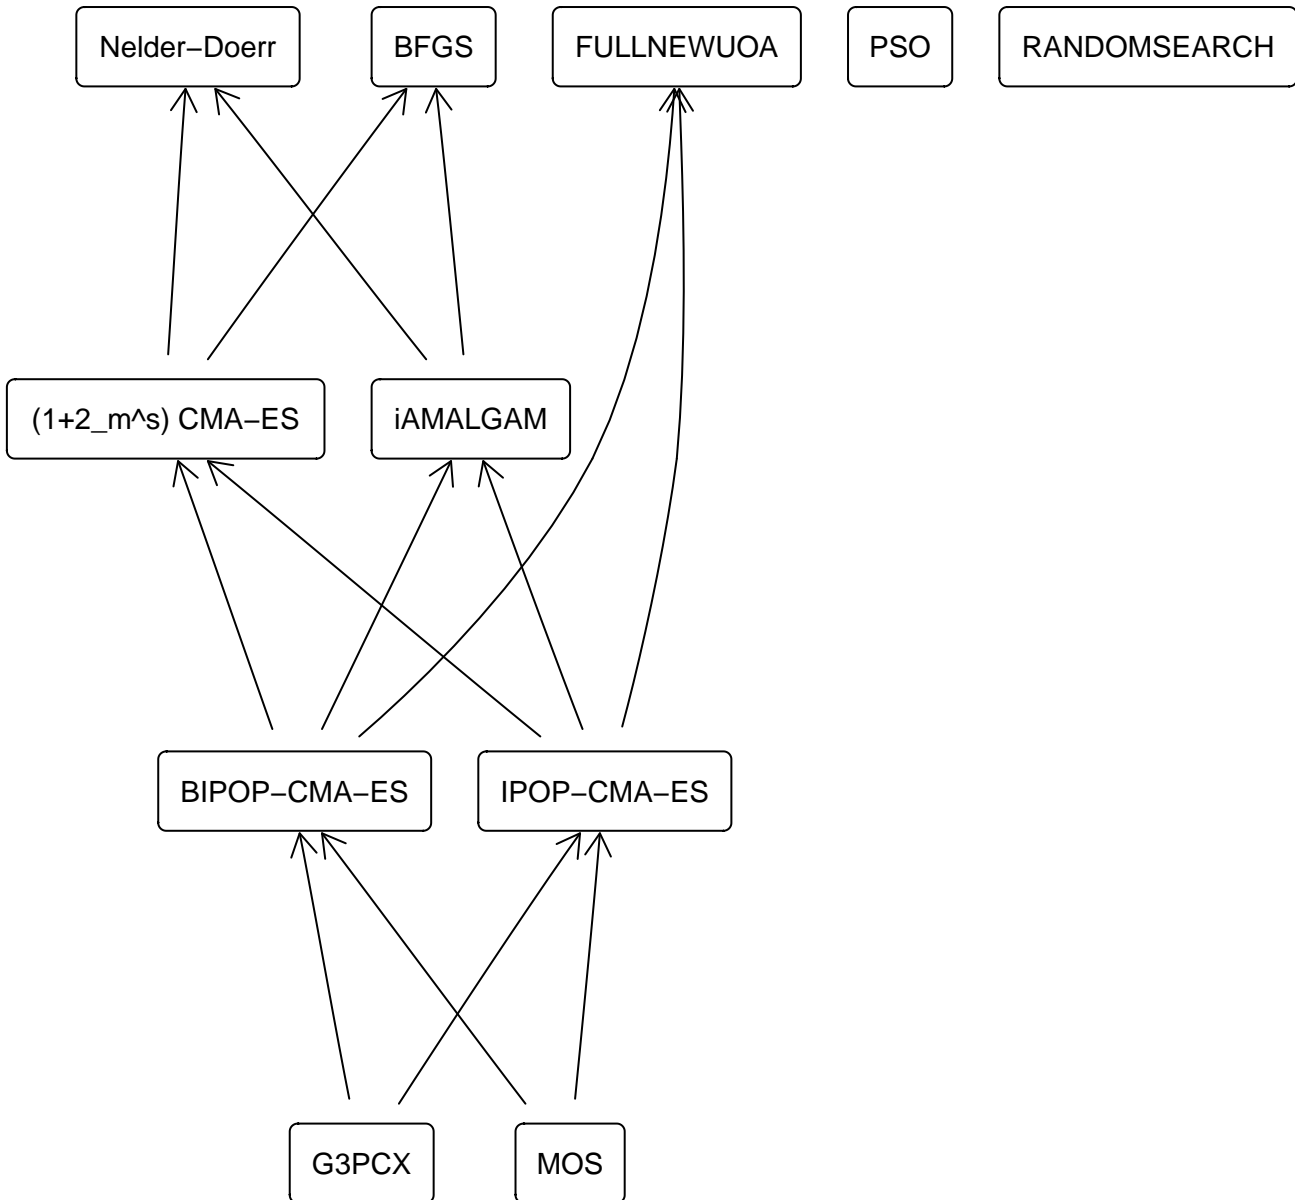 Nelder−Doerr
BFGS
FULLNEWUOA
PSO
RANDOMSEARCH
(1+2_m^s) CMA−ES
iAMALGAM
BIPOP−CMA−ES
IPOP−CMA−ES
G3PCX
MOS